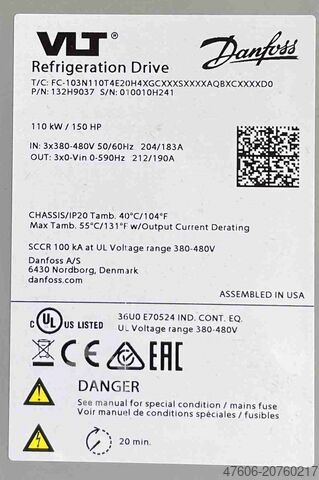 VLT®
Danfoss
Refrigeration Drive
T/C: FC-103N110T4E20H4XGCXXXSXXXXAQBXCXXXXD0
P/N: 132H9037 S/N: 010010H241
110 kW / 150 HP
IN: 3x380-480V 50/60Hz 204/183A
OUT: 3x0-Vin 0-590Hz 212/190A
CHASSIS/IP20 Tamb. 40°C/104°F
Max Tamb. 55°C/131°F w/Output Current Derating
SCCR 100 kA at UL Voltage range 380-480V
Danfoss A/S
6430 Nordborg, Denmark
danfoss.com
ASSEMBLED IN USA
c UL US LISTED 36U0 E70524 IND. CONT. EQ.
UL Voltage range 380-480V
CE EAC
DANGER
See manual for special condition / mains fuse
Voir manuel de conditions spéciales / fusibles
20 min.
47606-20760217